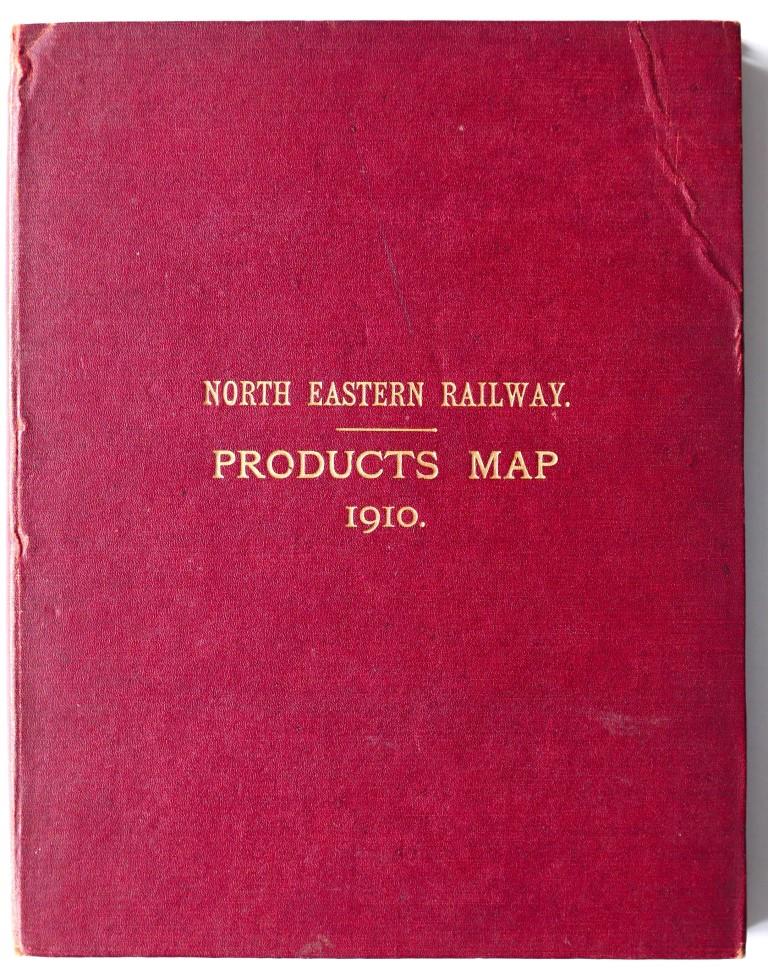 NORTH EASTERN RAILWAY.
PRODUCTS MAP
1910.